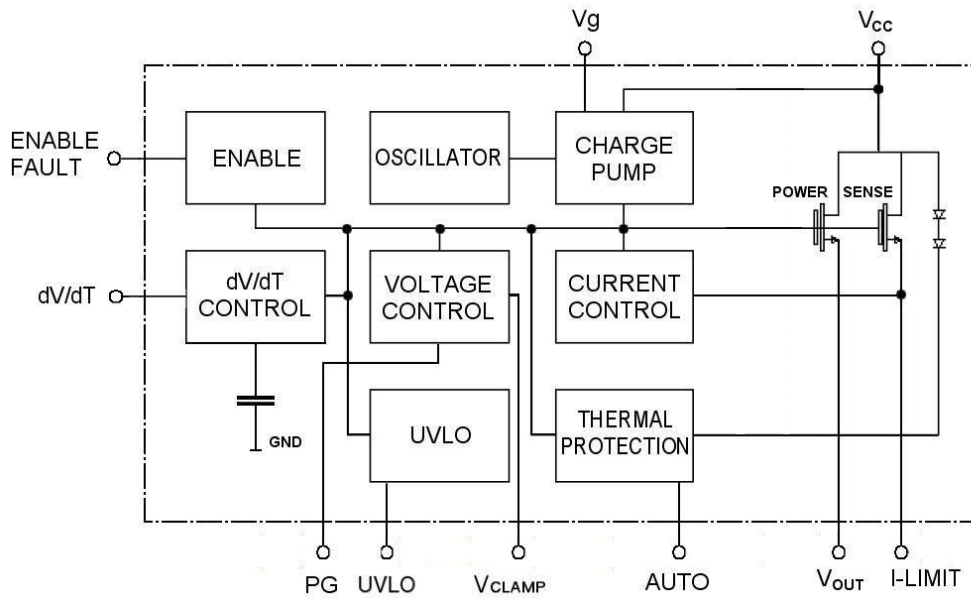 Vg
VCC
ENABLE
FAULT
ENABLE
OSCILLATOR
CHARGE
PUMP
POWER
SENSE
dV/dT
dV/dT
CONTROL
VOLTAGE
CONTROL
CURRENT
CONTROL
GND
UVLO
THERMAL
PROTECTION
PG
UVLO
VCLAMP
AUTO
VOUT
I-LIMIT